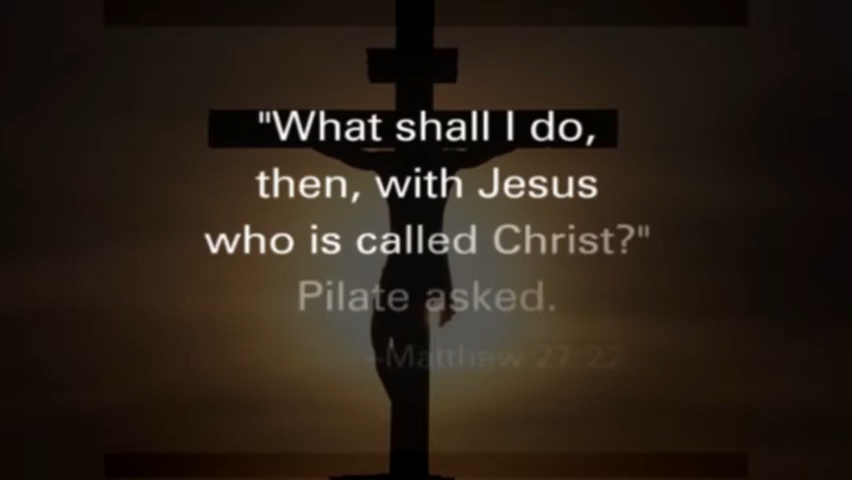 "What shall I do,
then, with Jesus
who is called Christ?"
Pilate asked.
-Matthew 27:22